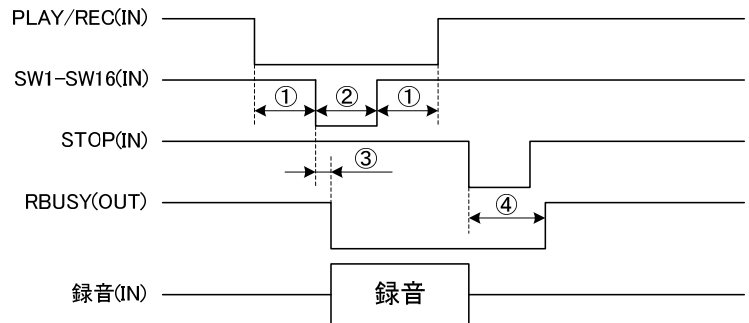 PLAY/REC(IN)
SW1-SW16(IN)
① ② ①
STOP(IN)
③
RBUSY(OUT)
④
録音(IN)
録音